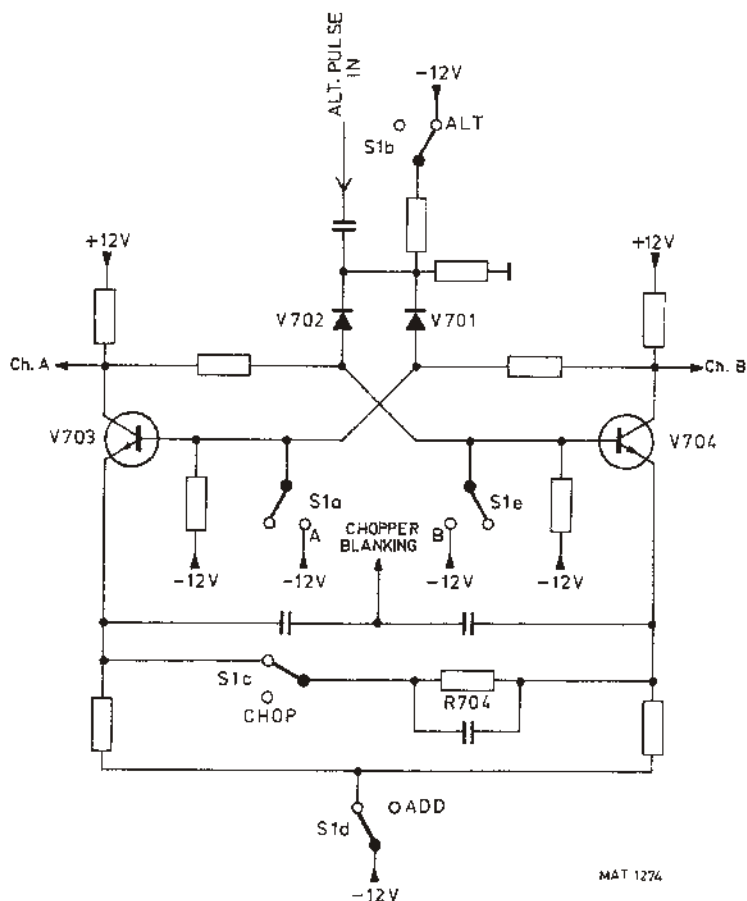 ALT. PULSE
IN
-12V
ALT
S1b
+12V
+12V
V702
V701
Ch. A
Ch. B
V703
V704
S1a
S1e
A
CHOPPER
BLANKING
B
-12V
-12V
-12V
-12V
S1c
R704
CHOP
ADD
S1d
-12V
MAT 1274